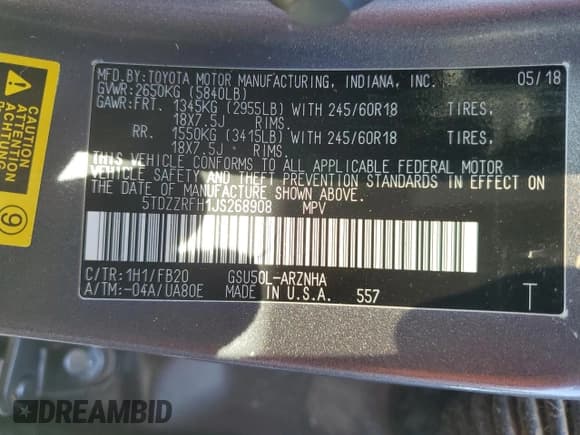 MFD.BY:TOYOTA MOTOR MANUFACTURING, INDIANA, INC. 05/18
GVWR:2650KG (5840LB)
GAWR:FRT. 1345KG (2955LB) WITH 245/60R18 TIRES,
18X7.5J RIMS.
RR. 1550KG (3415LB) WITH 245/60R18 TIRES,
18X7.5J RIMS.
THIS VEHICLE CONFORMS TO ALL APPLICABLE FEDERAL MOTOR
VEHICLE SAFETY AND THEFT PREVENTION STANDARDS IN EFFECT ON
THE DATE OF MANUFACTURE SHOWN ABOVE.
5TDZZRFH1JS268908 MPV
C/TR:1H1/FB20 GSU50L-ARZNHA
A/TM:-04A/UA80E MADE IN U.S.A. 557 T
ATTENTION
ACHTUNG
9
DREAMBID